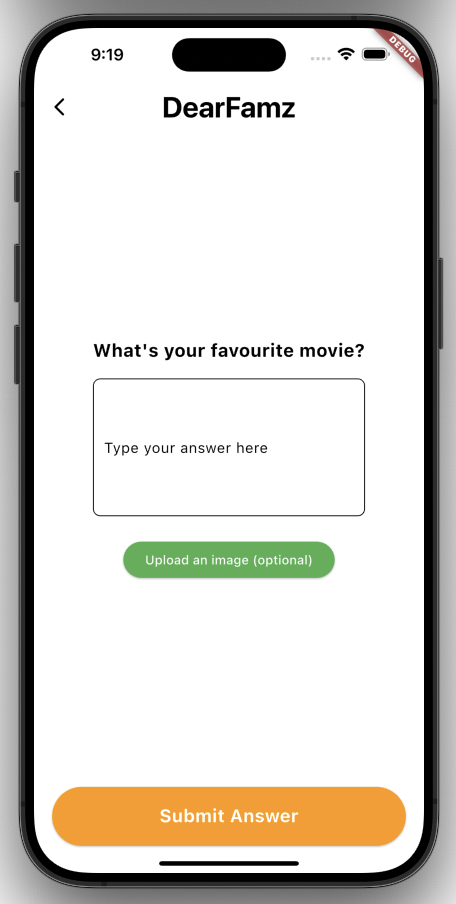 9:19
DEBUG
DearFamz
What's your favourite movie?
Type your answer here
Upload an image (optional)
Submit Answer